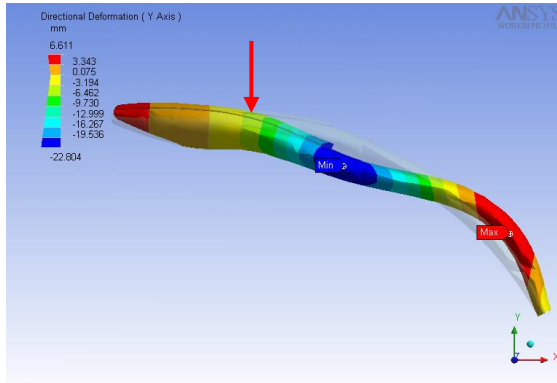 Directional Deformation ( Y Axis )
mm
6.611
3.343
0.075
-3.194
-6.462
-9.730
-12.999
-16.267
-19.536
-22.804
ANSYS
Min
Max
Y
Z
X